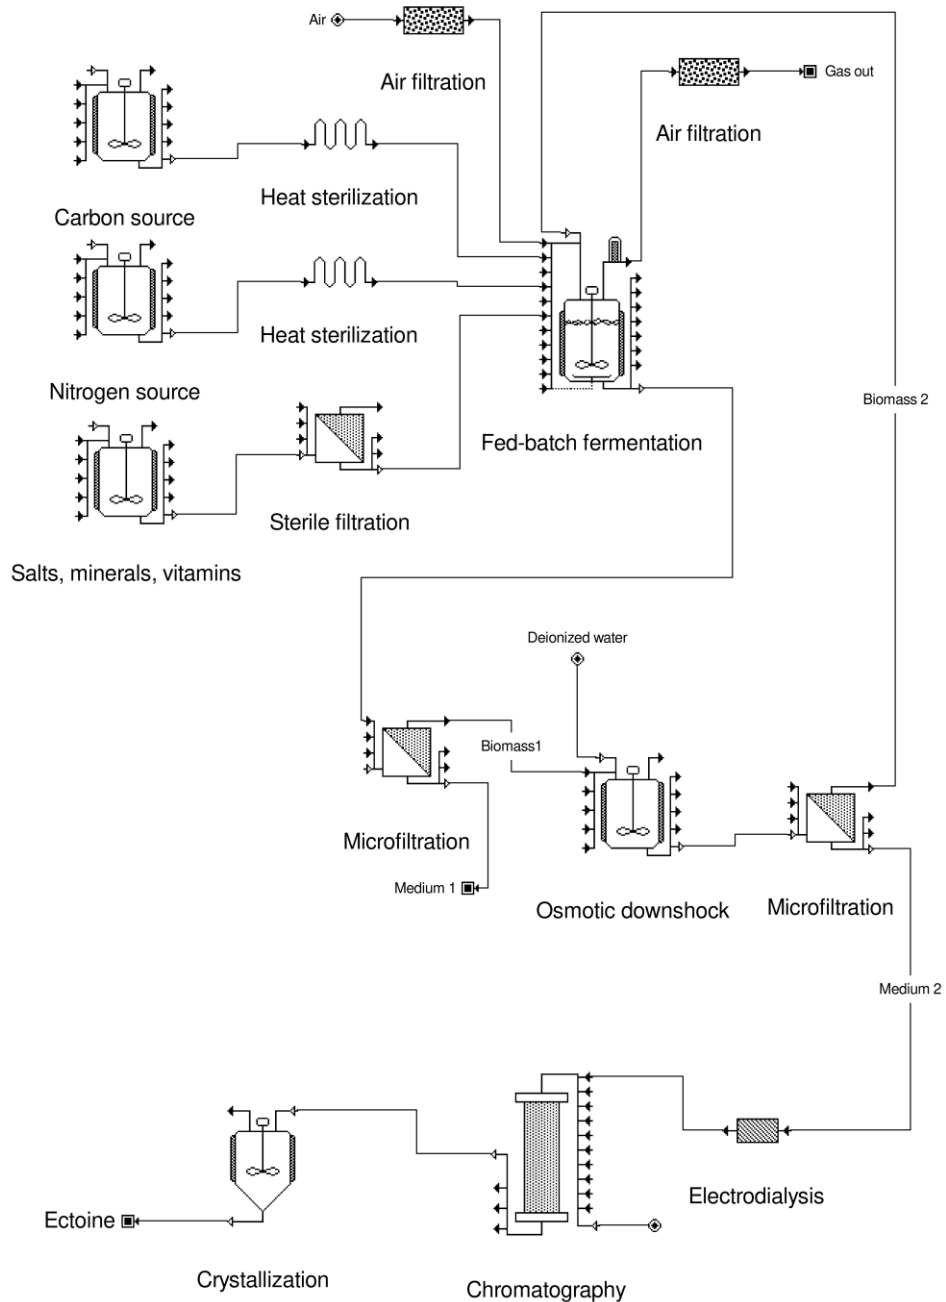 Air
Air filtration
Gas out
Air filtration
Heat sterilization
Carbon source
Heat sterilization
Nitrogen source
Biomass 2
Fed-batch fermentation
Sterile filtration
Salts, minerals, vitamins
Deionized water
Biomass1
Microfiltration
Medium 1
Osmotic downshock
Microfiltration
Medium 2
Electrodialysis
Ectoine
Crystallization
Chromatography